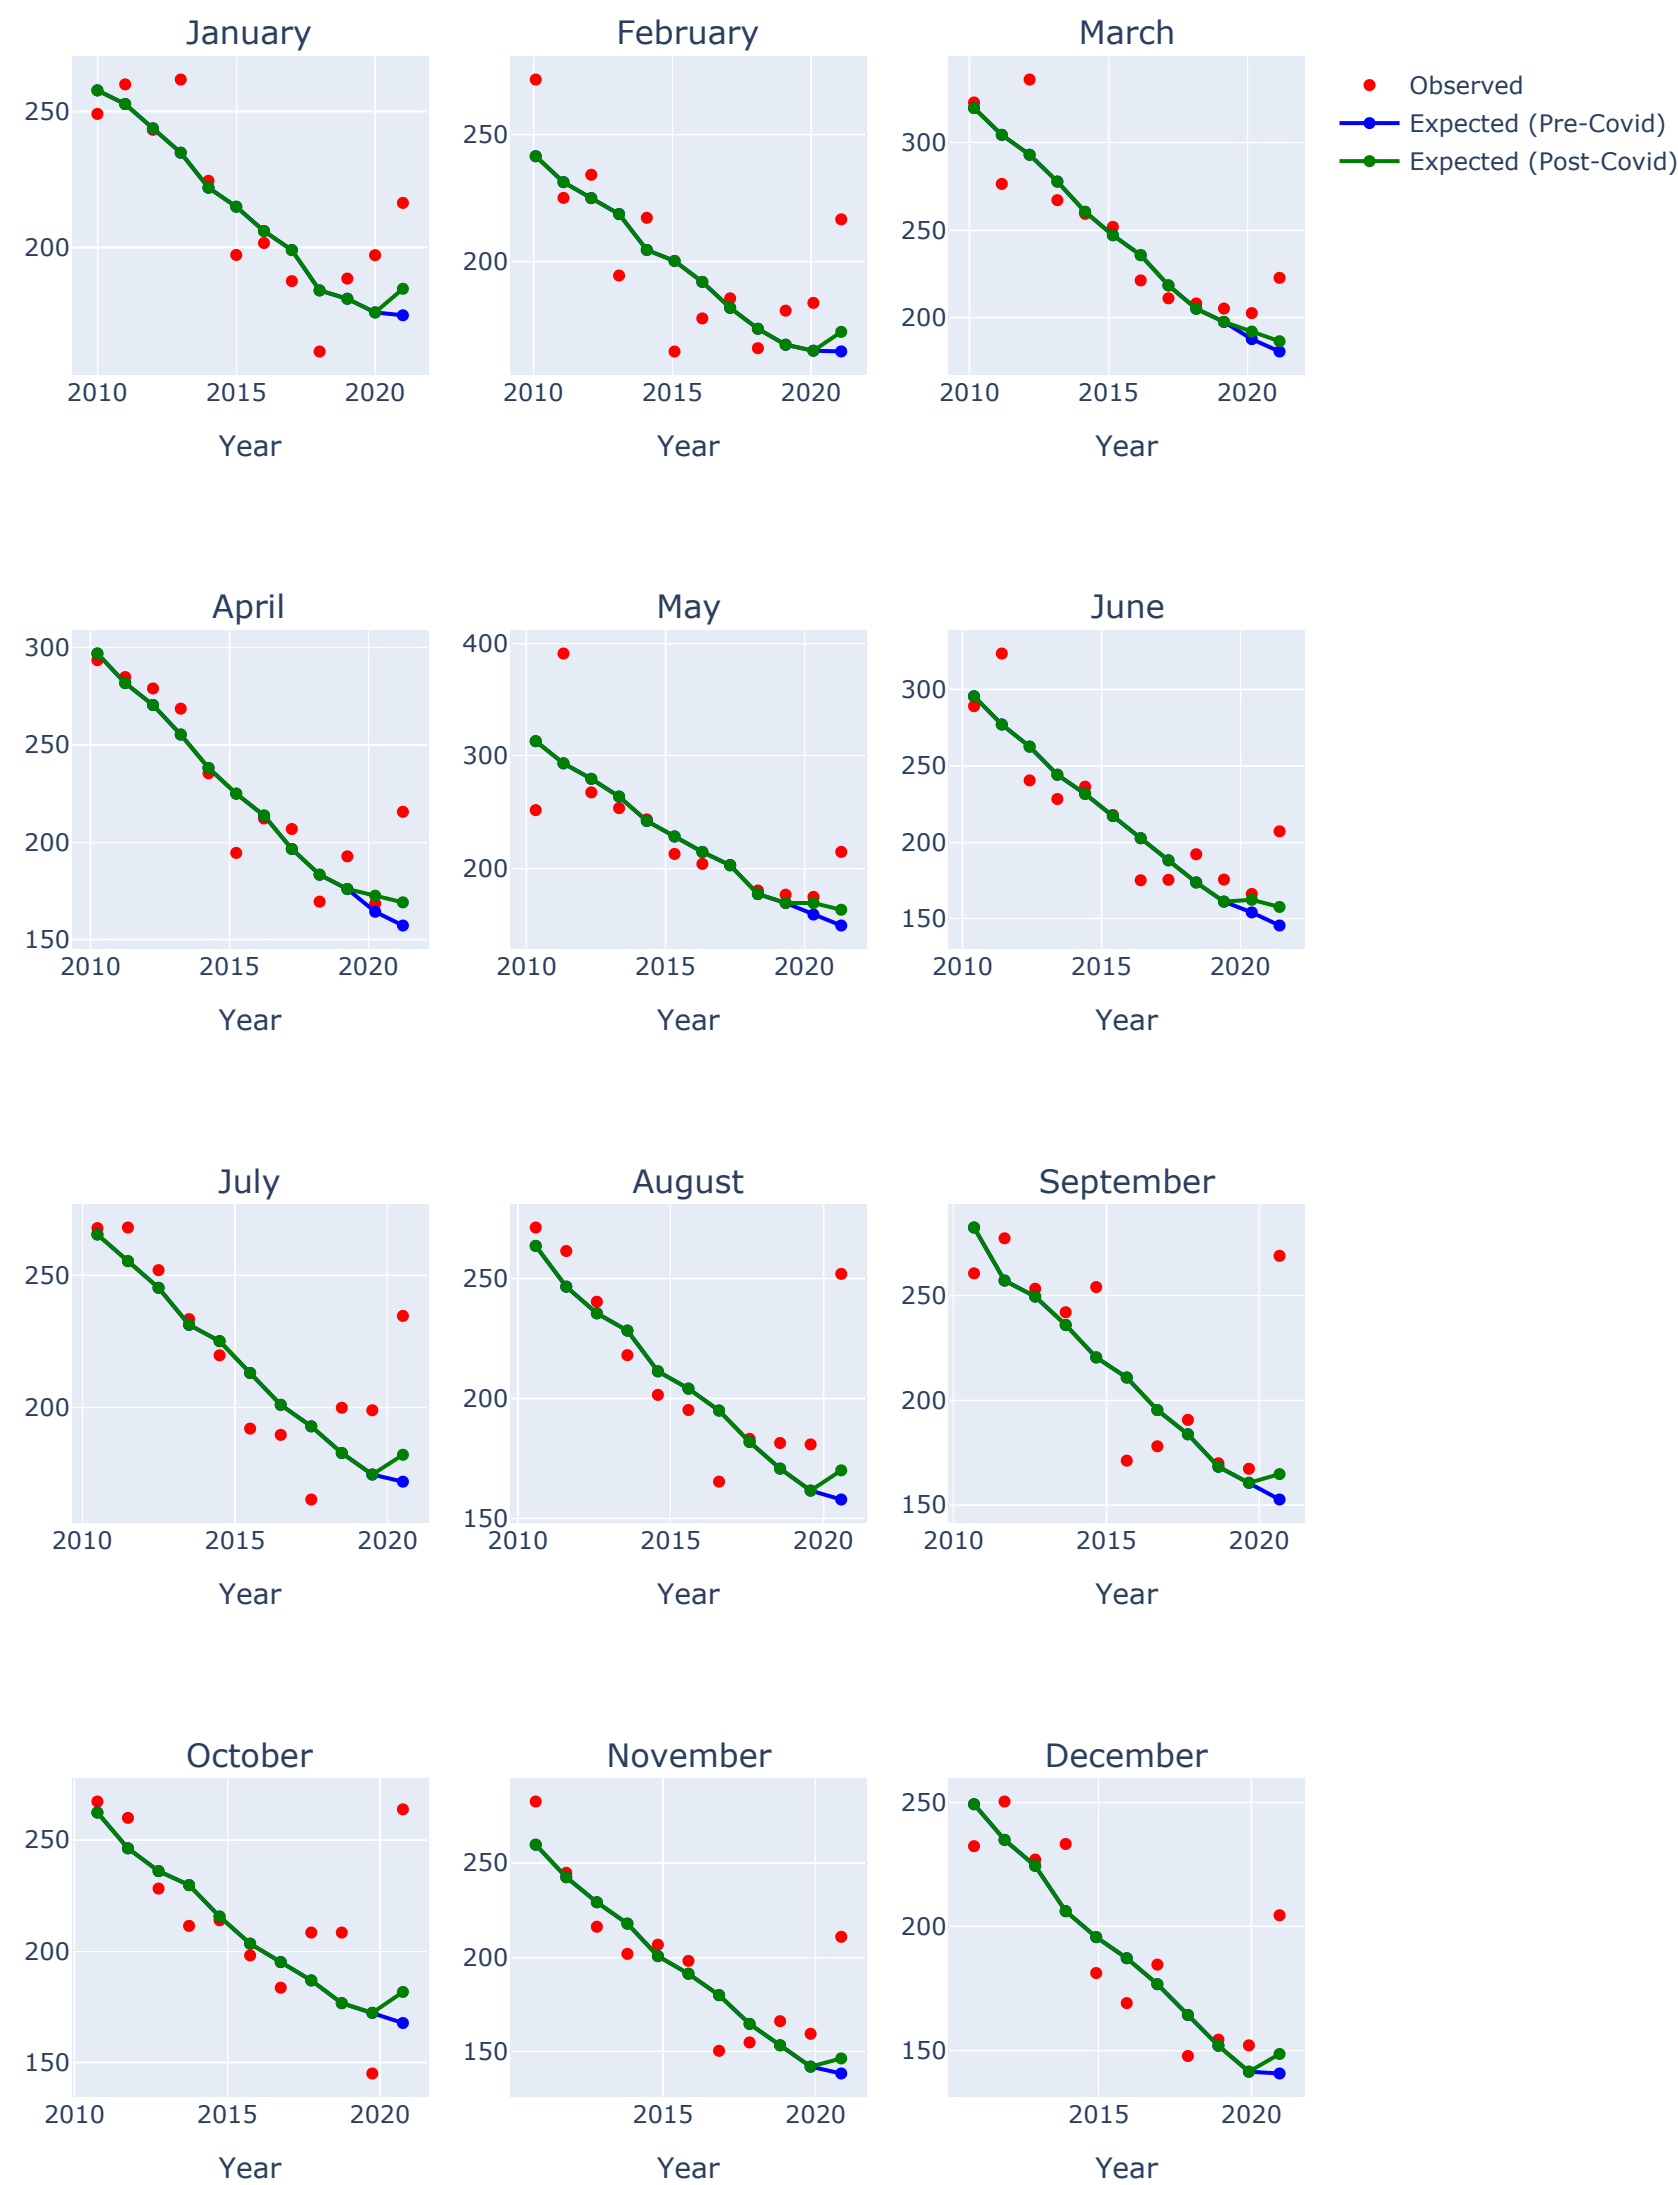 January
February
March
Observed
Expected (Pre-Covid)
Expected (Post-Covid)
250
200
2010
2015
2020
Year
250
200
2010
2015
2020
Year
300
250
200
2010
2015
2020
Year
April
May
June
300
250
200
150
2010
2015
2020
Year
400
300
200
2010
2015
2020
Year
300
250
200
150
2010
2015
2020
Year
July
August
September
250
200
2010
2015
2020
Year
250
200
150
2010
2015
2020
Year
250
200
150
2010
2015
2020
Year
October
November
December
250
200
150
2010
2015
2020
Year
250
200
150
2015
2020
Year
250
200
150
2015
2020
Year